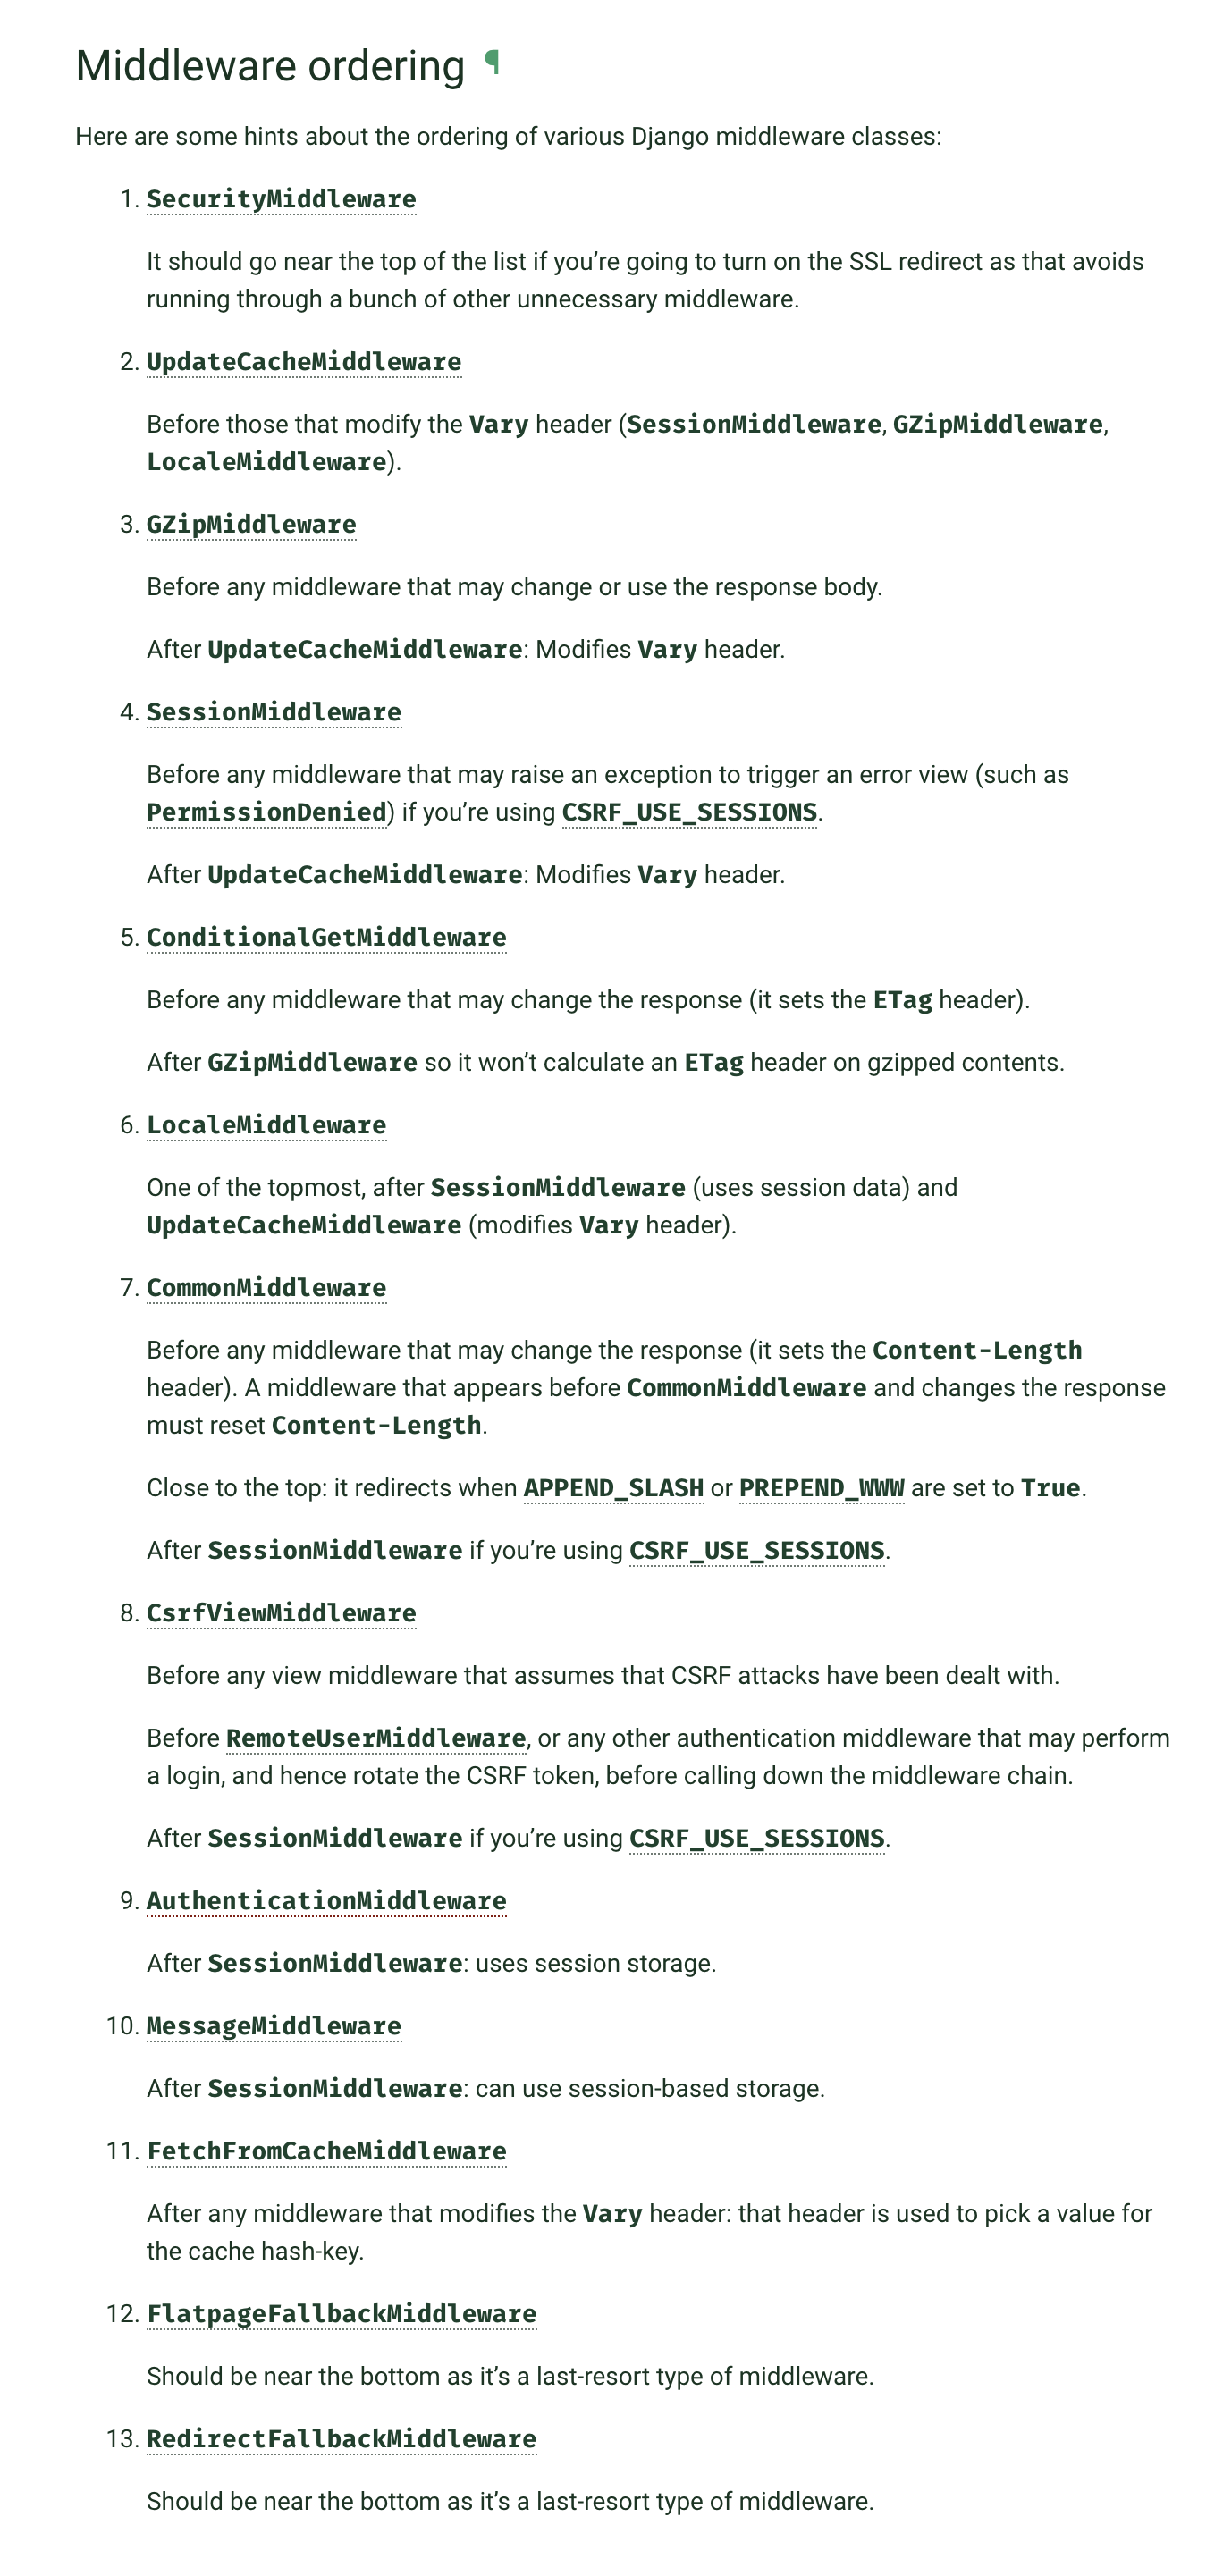 Middleware ordering ¶
Here are some hints about the ordering of various Django middleware classes:
1. SecurityMiddleware
It should go near the top of the list if you’re going to turn on the SSL redirect as that avoids
running through a bunch of other unnecessary middleware.
2. UpdateCacheMiddleware
Before those that modify the Vary header (SessionMiddleware, GZipMiddleware,
LocaleMiddleware).
3. GZipMiddleware
Before any middleware that may change or use the response body.
After UpdateCacheMiddleware: Modifies Vary header.
4. SessionMiddleware
Before any middleware that may raise an exception to trigger an error view (such as
PermissionDenied) if you’re using CSRF_USE_SESSIONS.
After UpdateCacheMiddleware: Modifies Vary header.
5. ConditionalGetMiddleware
Before any middleware that may change the response (it sets the ETag header).
After GZipMiddleware so it won’t calculate an ETag header on gzipped contents.
6. LocaleMiddleware
One of the topmost, after SessionMiddleware (uses session data) and
UpdateCacheMiddleware (modifies Vary header).
7. CommonMiddleware
Before any middleware that may change the response (it sets the Content-Length
header). A middleware that appears before CommonMiddleware and changes the response
must reset Content-Length.
Close to the top: it redirects when APPEND_SLASH or PREPEND_WWW are set to True.
After SessionMiddleware if you’re using CSRF_USE_SESSIONS.
8. CsrfViewMiddleware
Before any view middleware that assumes that CSRF attacks have been dealt with.
Before RemoteUserMiddleware, or any other authentication middleware that may perform
a login, and hence rotate the CSRF token, before calling down the middleware chain.
After SessionMiddleware if you’re using CSRF_USE_SESSIONS.
9. AuthenticationMiddleware
After SessionMiddleware: uses session storage.
10. MessageMiddleware
After SessionMiddleware: can use session-based storage.
11. FetchFromCacheMiddleware
After any middleware that modifies the Vary header: that header is used to pick a value for
the cache hash-key.
12. FlatpageFallbackMiddleware
Should be near the bottom as it’s a last-resort type of middleware.
13. RedirectFallbackMiddleware
Should be near the bottom as it’s a last-resort type of middleware.